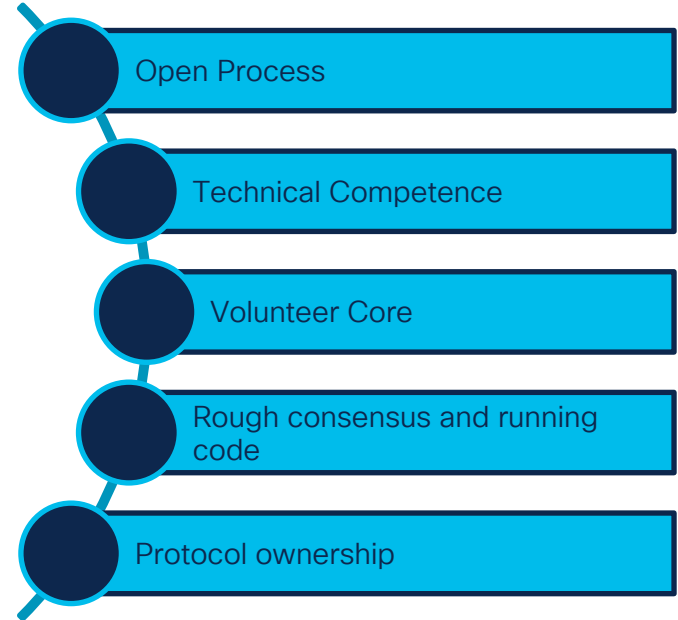 Open Process
Technical Competence
Volunteer Core
Rough consensus and running
code
Protocol ownership